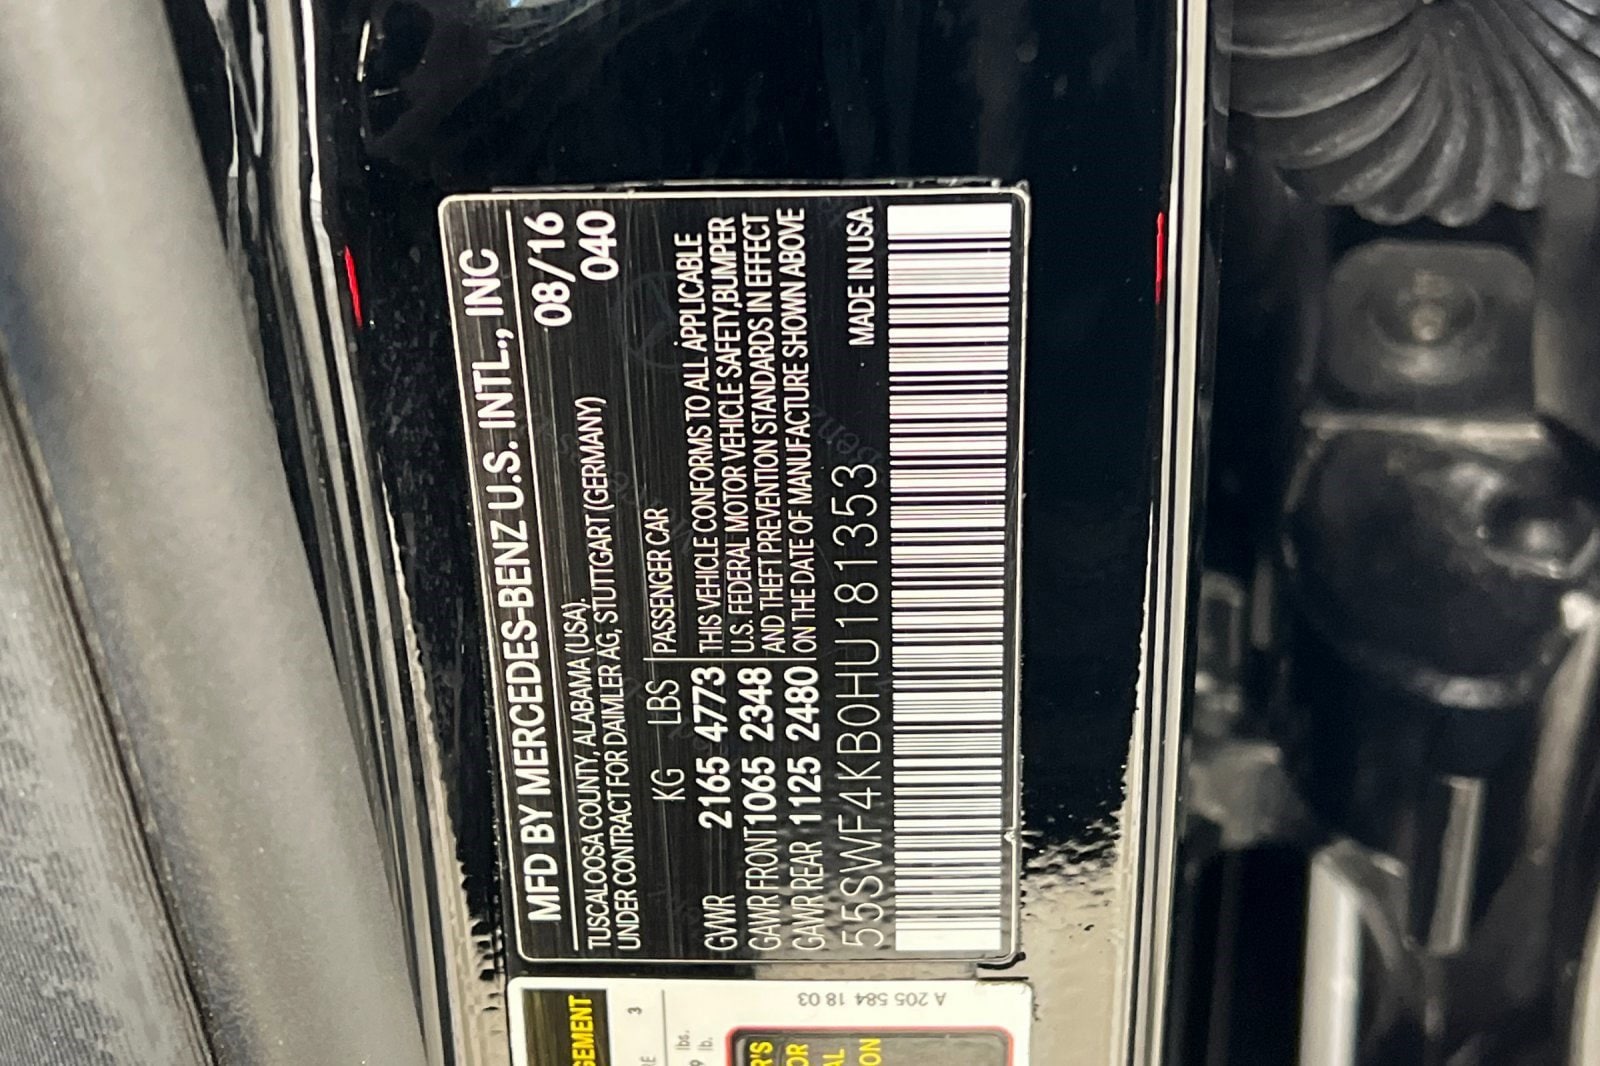 MFD BY MERCEDES-BENZ U.S. INTL., INC
TUSCALOOSA COUNTY, ALABAMA (USA). 08/16
UNDER CONTRACT FOR DAIMLER AG, STUTTGART (GERMANY) 040
KG LBS PASSENGER CAR
GVWR 2165 4773 THIS VEHICLE CONFORMS TO ALL APPLICABLE
GAWR FRONT 1065 2348 U.S. FEDERAL MOTOR VEHICLE SAFETY,BUMPER
AND THEFT PREVENTION STANDARDS IN EFFECT
GAWR REAR 1125 2480 ON THE DATE OF MANUFACTURE SHOWN ABOVE
55SWF4KB0HU181353 MADE IN USA
A 205 584 18 03
3
lbs.
lb.